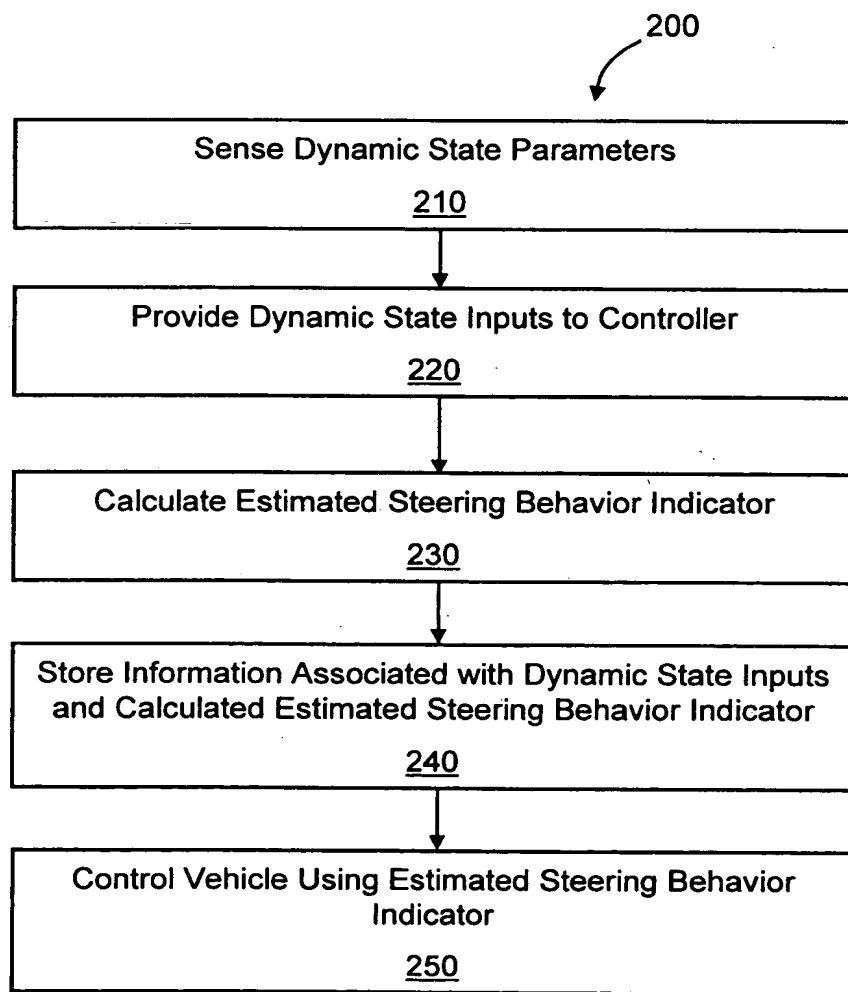 200
Sense Dynamic State Parameters
210
Provide Dynamic State Inputs to Controller
220
Calculate Estimated Steering Behavior Indicator
230
Store Information Associated with Dynamic State Inputs
and Calculated Estimated Steering Behavior Indicator
240
Control Vehicle Using Estimated Steering Behavior
Indicator
250